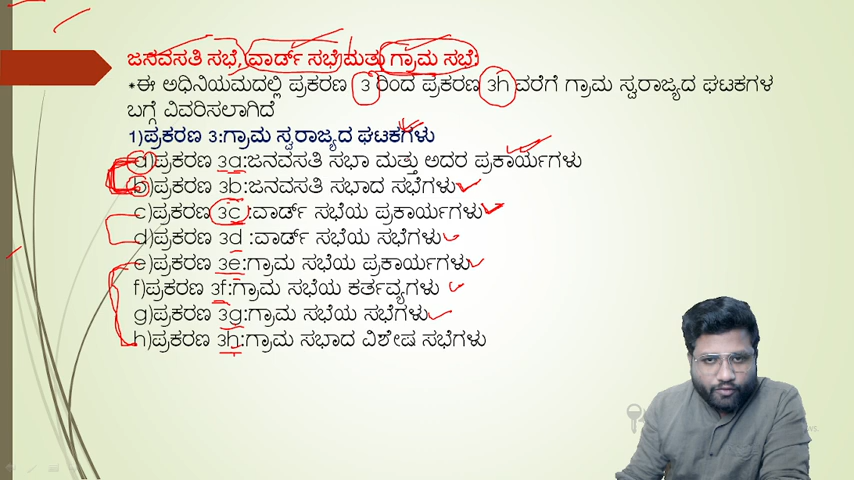 ಜನವಸತಿ ಸಭೆ, ವಾರ್ಡ್ ಸಭೆ ಮತ್ತು ಗ್ರಾಮ ಸಭೆ:
•ಈ ಅಧಿನಿಯಮದಲ್ಲಿ ಪ್ರಕರಣ 3 ರಿಂದ ಪ್ರಕರಣ 3h ವರೆಗೆ ಗ್ರಾಮ ಸ್ವರಾಜ್ಯದ ಘಟಕಗಳ
ಬಗ್ಗೆ ವಿವರಿಸಲಾಗಿದೆ
1)ಪ್ರಕರಣ 3:ಗ್ರಾಮ ಸ್ವರಾಜ್ಯದ ಘಟಕಗಳು
a)ಪ್ರಕರಣ 3a:ಜನವಸತಿ ಸಭಾ ಮತ್ತು ಅದರ ಪ್ರಕಾರ್ಯಗಳು
b)ಪ್ರಕರಣ 3b:ಜನವಸತಿ ಸಭಾದ ಸಭೆಗಳು
c)ಪ್ರಕರಣ 3c :ವಾರ್ಡ್ ಸಭೆಯ ಪ್ರಕಾರ್ಯಗಳು
d)ಪ್ರಕರಣ 3d :ವಾರ್ಡ್ ಸಭೆಯ ಸಭೆಗಳು
e)ಪ್ರಕರಣ 3e:ಗ್ರಾಮ ಸಭೆಯ ಪ್ರಕಾರ್ಯಗಳು
f)ಪ್ರಕರಣ 3f:ಗ್ರಾಮ ಸಭೆಯ ಕರ್ತವ್ಯಗಳು
g)ಪ್ರಕರಣ 3g:ಗ್ರಾಮ ಸಭೆಯ ಸಭೆಗಳು
h)ಪ್ರಕರಣ 3h:ಗ್ರಾಮ ಸಭಾದ ವಿಶೇಷ ಸಭೆಗಳು